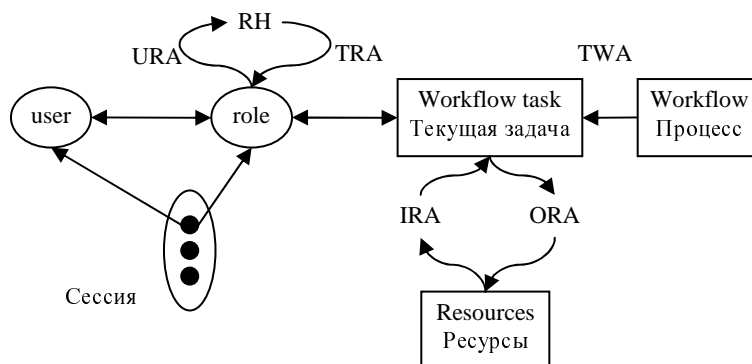 RH
URA
TRA
TWA
user
role
Workflow task
Текущая задача
Workflow
Процесс
IRA
ORA
Сессия
Resources
Ресурсы